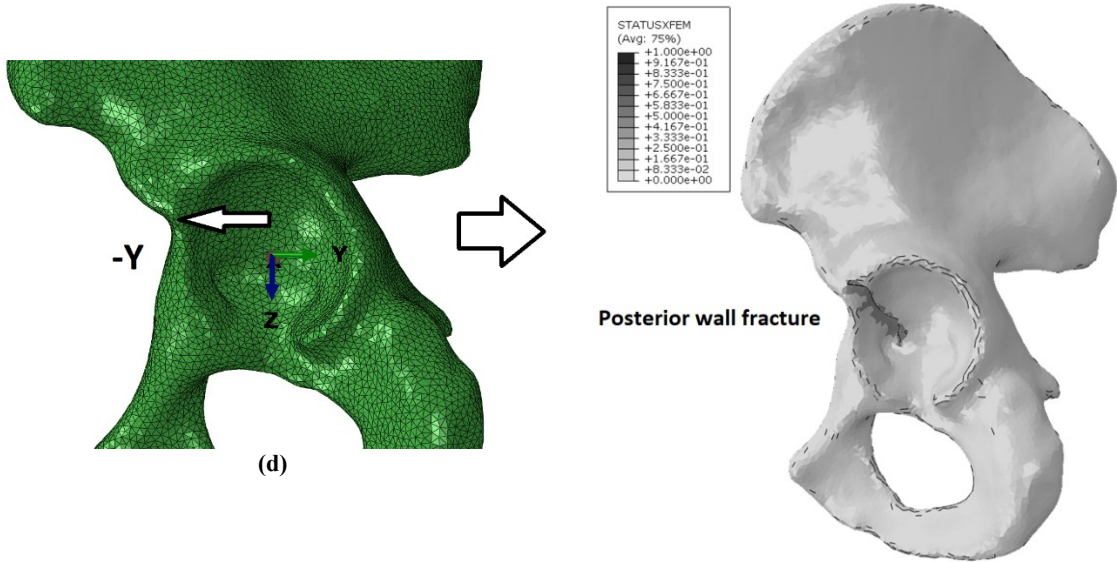 -Y
Y
Z
(d)
STATUSXFEM
(Avg: 75%)
+1.000e+00
+9.167e-01
+8.333e-01
+7.500e-01
+6.667e-01
+5.833e-01
+5.000e-01
+4.167e-01
+3.333e-01
+2.500e-01
+1.667e-01
+8.333e-02
+0.000e+00
Posterior wall fracture